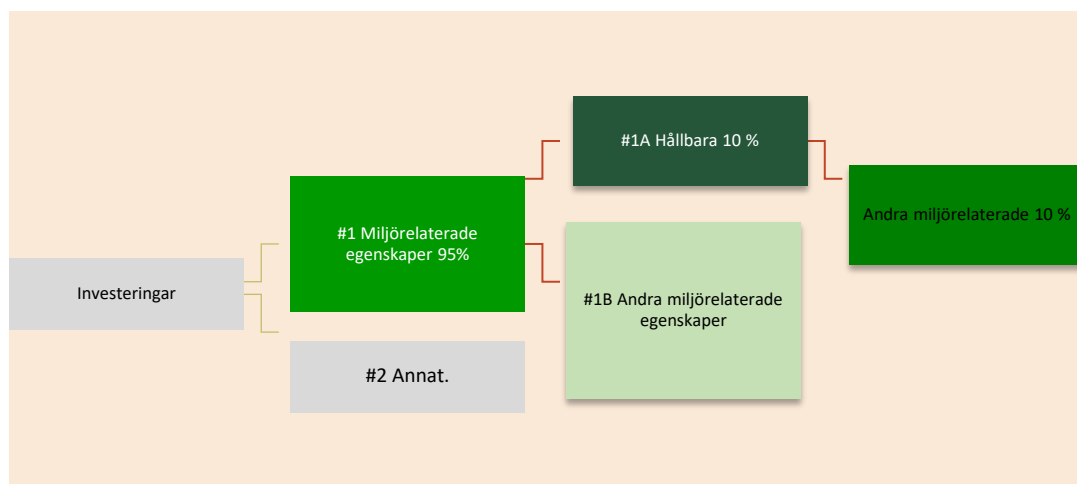 Investeringar
#1 Miljörelaterade
egenskaper 95%
#2 Annat.
#1A Hållbara 10 %
#1B Andra miljörelaterade
egenskaper
Andra miljörelaterade 10 %